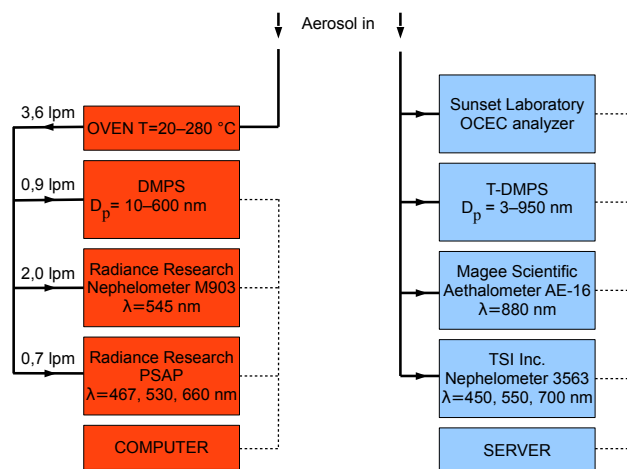 Aerosol in
3,6 lpm
OVEN T=20–280 °C
0,9 lpm
DMPS
Dp= 10–600 nm
2,0 lpm
Radiance Research
Nephelometer M903
λ=545 nm
0,7 lpm
Radiance Research
PSAP
λ=467, 530, 660 nm
COMPUTER
Sunset Laboratory
OCEC analyzer
T-DMPS
Dp = 3–950 nm
Magee Scientific
Aethalometer AE-16
λ=880 nm
TSI Inc.
Nephelometer 3563
λ=450, 550, 700 nm
SERVER